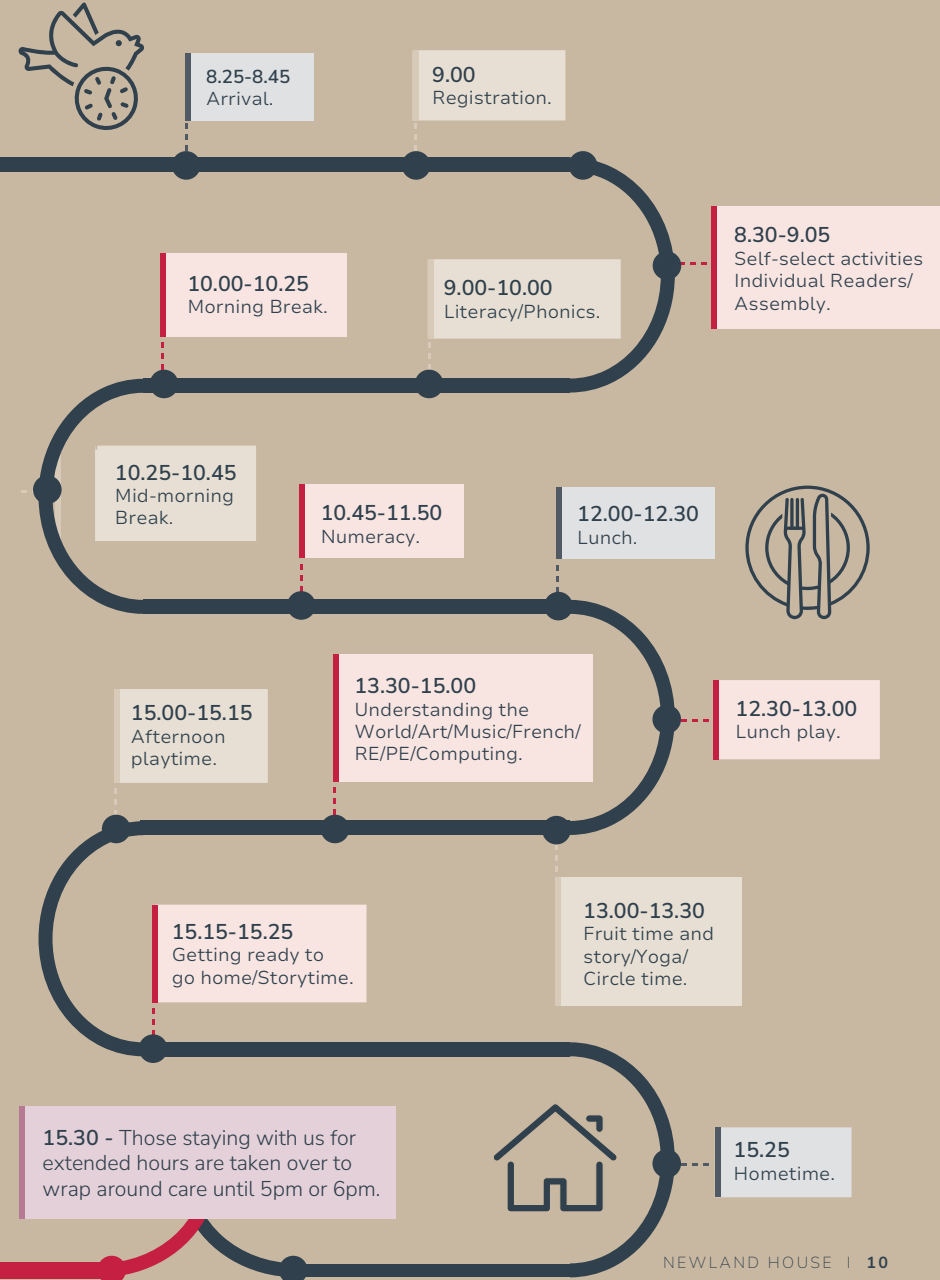 8.25-8.45
Arrival.
9.00
Registration.
8.30-9.05
Self-select activities
Individual Readers/
Assembly.
9.00-10.00
Literacy/Phonics.
10.00-10.25
Morning Break.
10.25-10.45
Mid-morning
Break.
10.45-11.50
Numeracy.
12.00-12.30
Lunch.
12.30-13.00
Lunch play.
13.00-13.30
Fruit time and
story/Yoga/
Circle time.
13.30-15.00
Understanding the
World/Art/Music/French/
RE/PE/Computing.
15.00-15.15
Afternoon
playtime.
15.15-15.25
Getting ready to
go home/Storytime.
15.25
Hometime.
15.30 - Those staying with us for
extended hours are taken over to
wrap around care until 5pm or 6pm.
NEWLAND HOUSE | 10